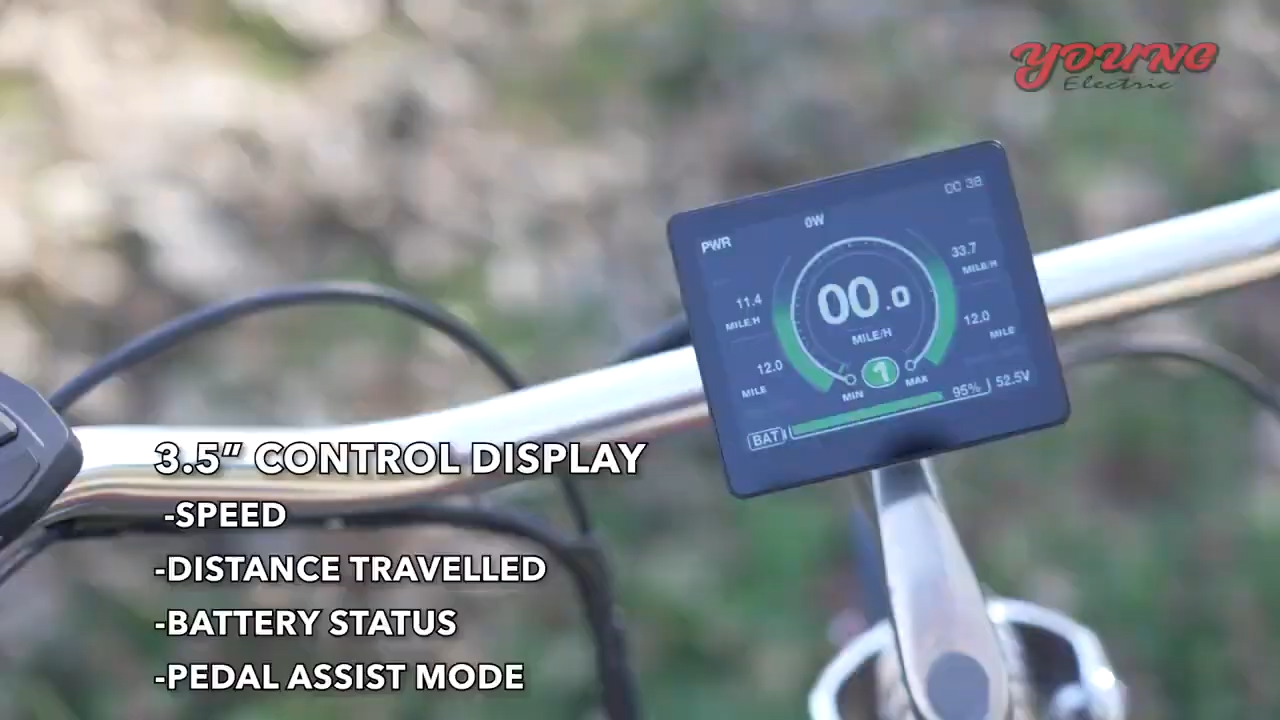 YOUNG
Electric
00:38
0W
PWR
33.7
MILE/H
11.4
MILE/H
00.0
MILE/H
12.0
MILE
12.0
MILE
1
MIN
MAX
95%
52.5V
BAT
3.5” CONTROL DISPLAY
-SPEED
-DISTANCE TRAVELLED
-BATTERY STATUS
-PEDAL ASSIST MODE